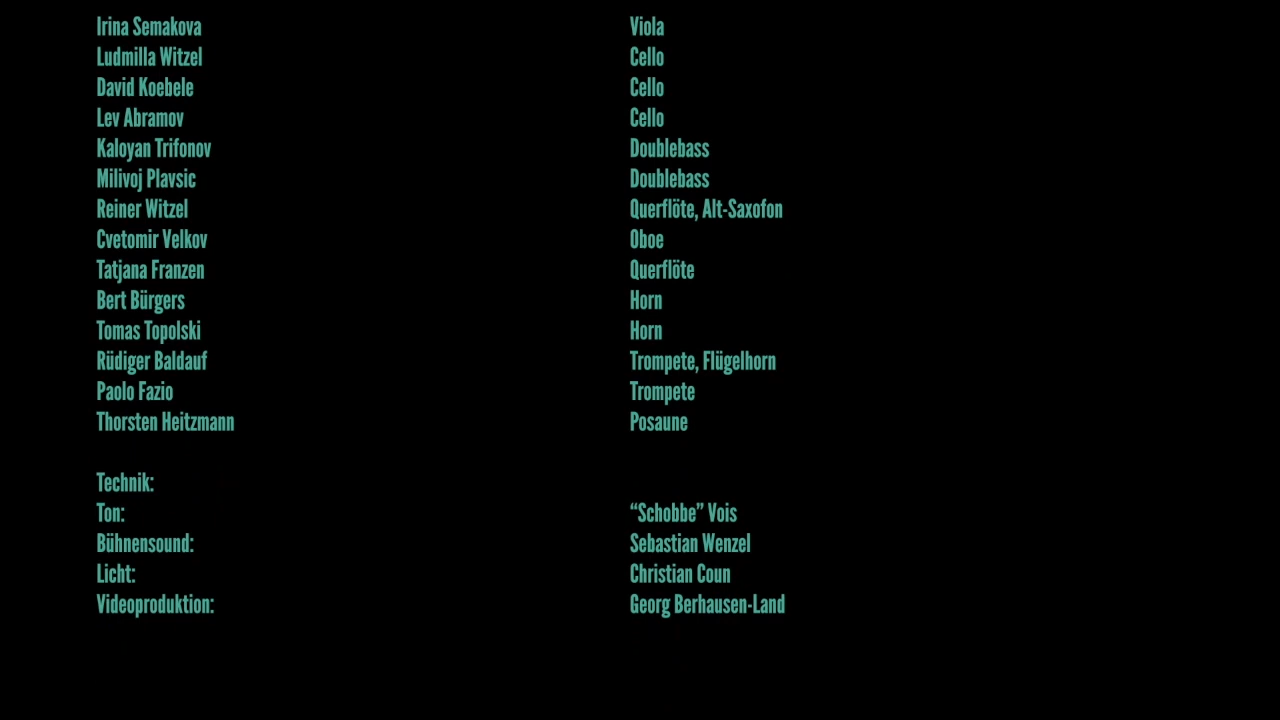 Irina Semakova Viola
Ludmilla Witzel Cello
David Koebele Cello
Lev Abramov Cello
Kaloyan Trifonov Doublebass
Milivoj Plavsic Doublebass
Reiner Witzel Querflöte, Alt-Saxofon
Cvetomir Velkov Oboe
Tatjana Franzen Querflöte
Bert Bürgers Horn
Tomas Topolski Horn
Rüdiger Baldauf Trompete, Flügelhorn
Paolo Fazio Trompete
Thorsten Heitzmann Posaune
Technik:
Ton: “Schobbe” Vois
Bühnensound: Sebastian Wenzel
Licht: Christian Coun
Videoproduktion: Georg Berhausen-Land